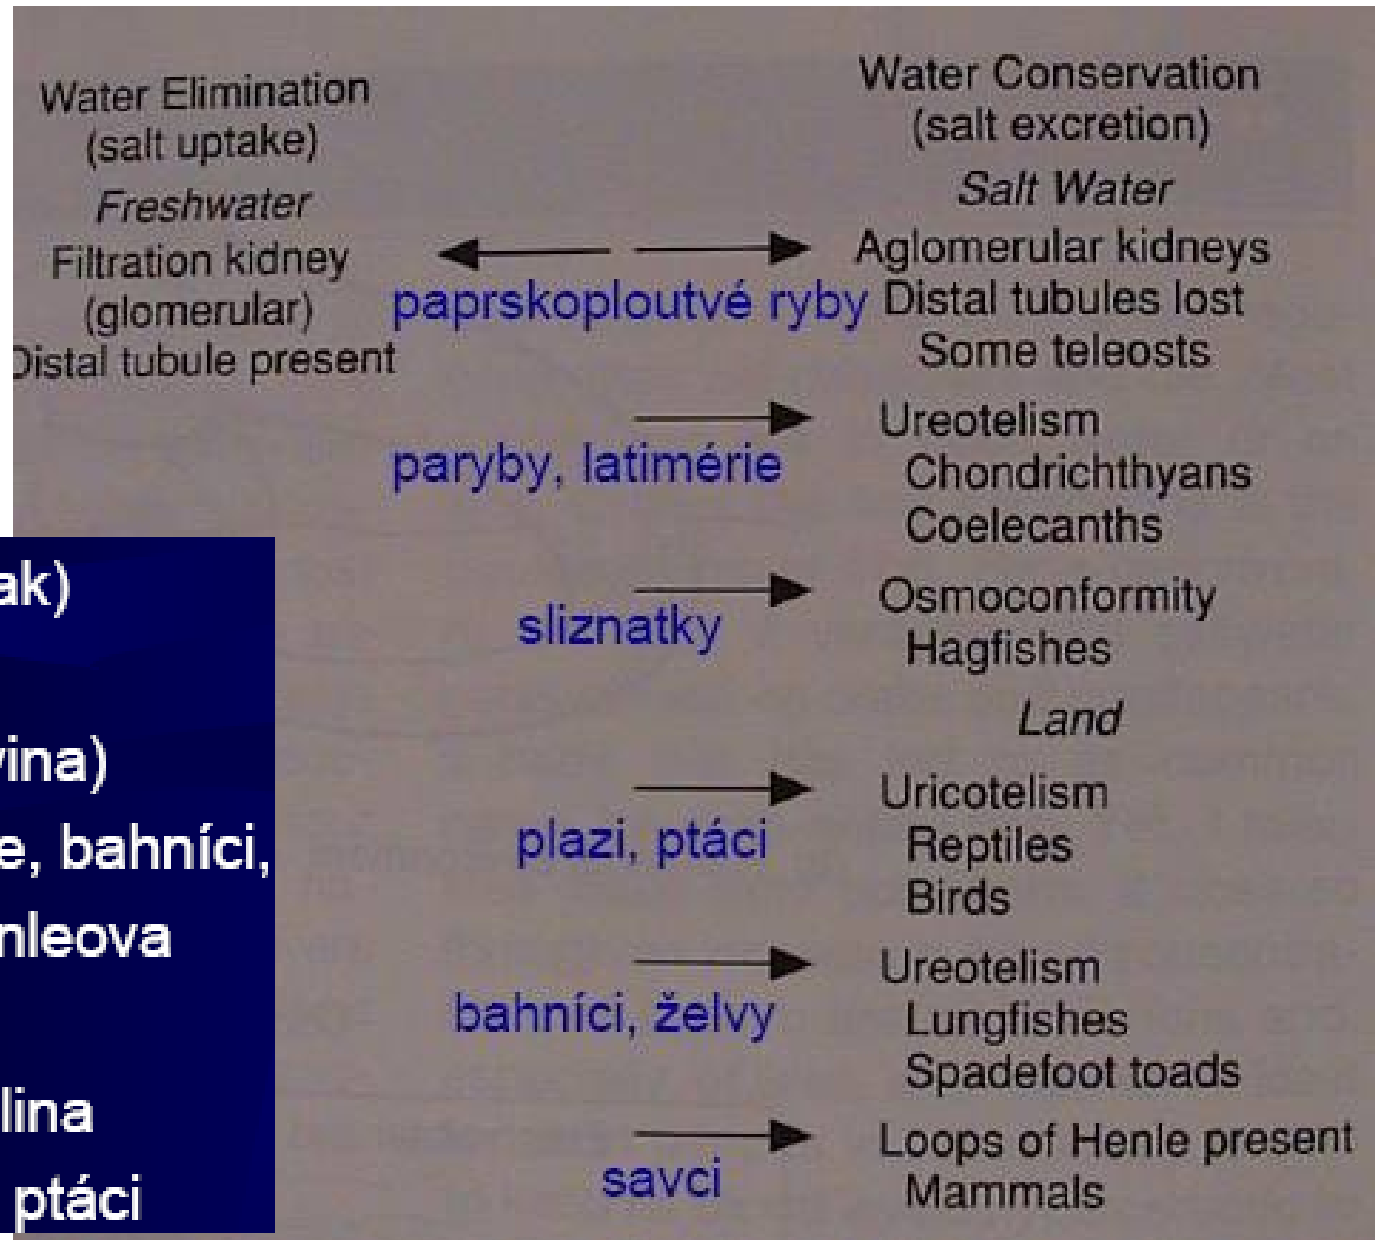 Water Elimination
(salt uptake)
Freshwater
Filtration kidney
(glomerular)
Distal tubule present
Water Conservation
(salt excretion)
Salt Water
Aglomerular kidneys
Distal tubules lost
Some teleosts
paprskoploutvé ryby
Ureotelism
Chondrichthyans
Coelecanths
paryby, latimérie
Osmoconformity
Hagfishes
sliznatky
Land
Uricotelism
Reptiles
Birds
plazi, ptáci
Ureotelism
Lungfishes
Spadefoot toads
bahníci, želvy
Loops of Henle present
Mammals
savci
ak)
vina)
e, bahníci,
nleova
lina
ptáci